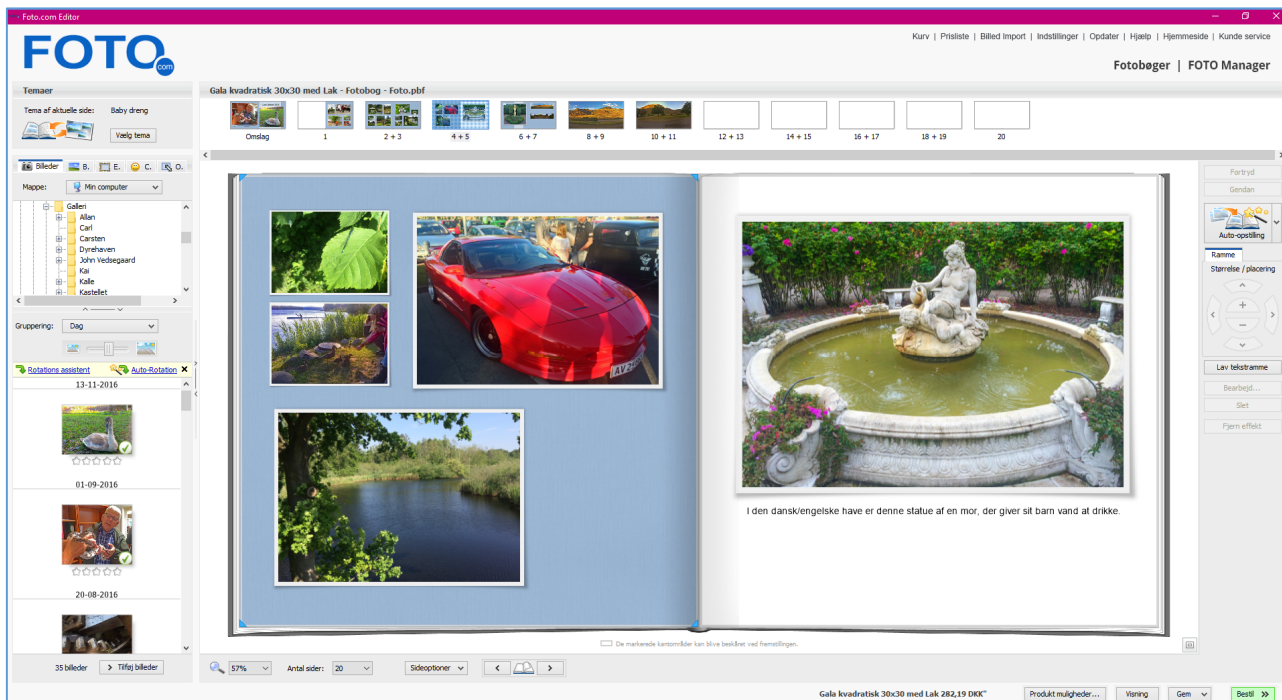 Foto.com Editor
FOTO.com
Kurv | Prisliste | Billed Import | Indstillinger | Opdater | Hjælp | Hjemmeside | Kunde service
Fotobøger | FOTO Manager
Temaer
Tema af aktuelle side: Baby dreng
Vælg tema
Gala kvadratisk 30x30 med Lak - Fotobog - Foto.pbf
Omslag 1 2 + 3 4 + 5 6 + 7 8 + 9 10 + 11 12 + 13 14 + 15 16 + 17 18 + 19 20
Billeder B. E. C. O.
Mappe: Min computer
Galleri
Allan
Carl
Carsten
Dyrehaven
John Vedsegaard
Kai
Kalle
Kastellet
Gruppering: Dag
Rotations assistent Auto-Rotation
13-11-2016
01-09-2016
20-08-2016
35 billeder Tilføj billeder
I den dansk/engelske have er denne statue af en mor, der giver sit barn vand at drikke.
De markerede kantområder kan blive beskåret ved fremstillingen.
57% Antal sider: 20 Sideoptioner
Fortryd
Gendan
Auto-opstilling
Ramme
Størrelse / placering
Lav tekstramme
Bearbejd...
Slet
Fjern effekt
Gala kvadratisk 30x30 med Lak 282,19 DKK" Produkt muligheder... Visning Gem Bestil